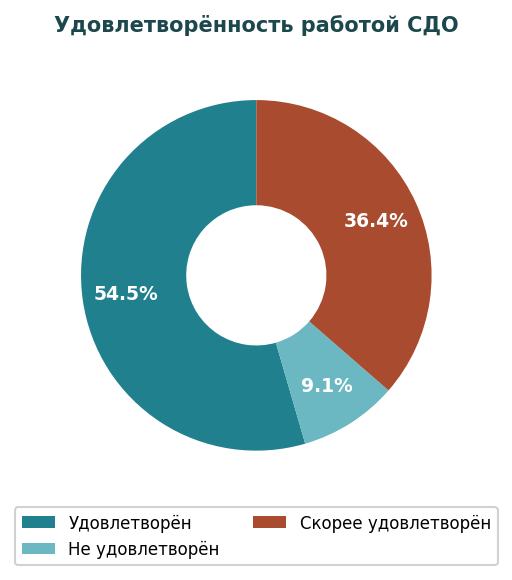 Удовлетворённость работой СДО
36.4%
54.5%
9.1%
Удовлетворён
Не удовлетворён
Скорее удовлетворён